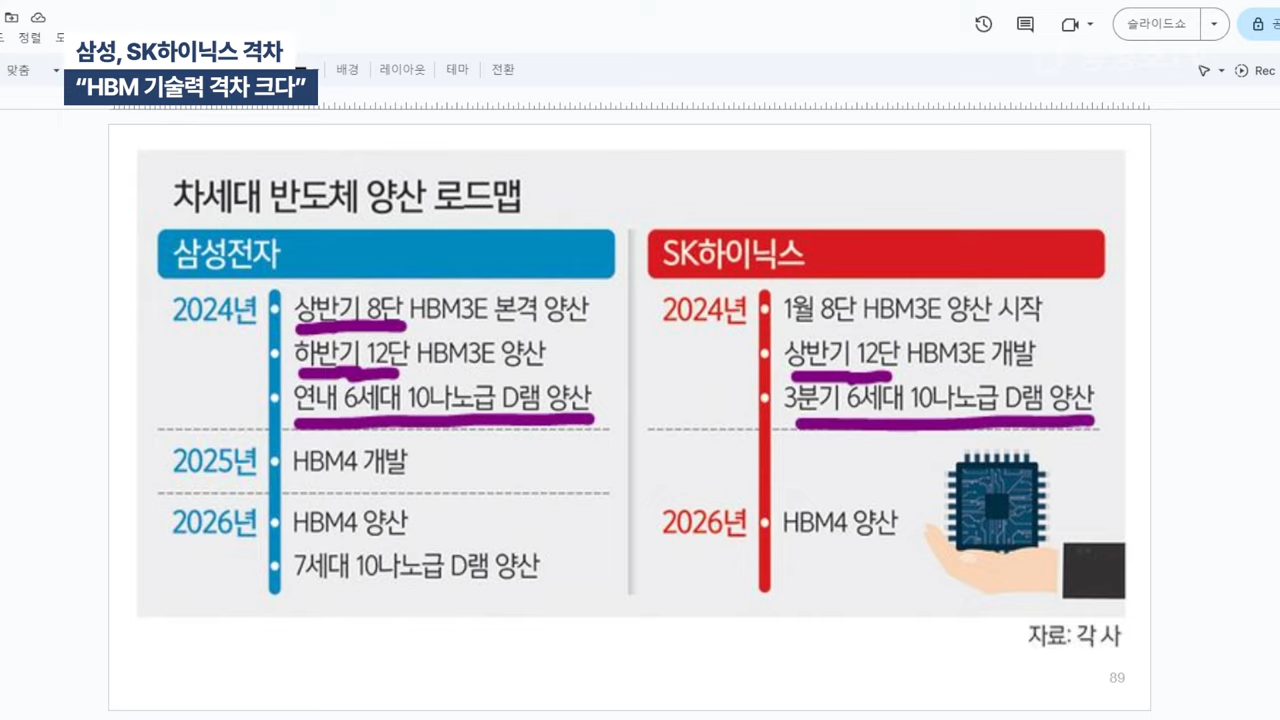 정렬
슬라이드쇼
삼성, SK하이닉스 격차
맞춤
배경
레이아웃
테마
전환
Rec
“HBM 기술력 격차 크다”
차세대 반도체 양산 로드맵
삼성전자
2024년
상반기 8단 HBM3E 본격 양산
하반기 12단 HBM3E 양산
연내 6세대 10나노급 D램 양산
2025년
HBM4 개발
2026년
HBM4 양산
7세대 10나노급 D램 양산
SK하이닉스
2024년
1월 8단 HBM3E 양산 시작
상반기 12단 HBM3E 개발
3분기 6세대 10나노급 D램 양산
2026년
HBM4 양산
자료: 각 사
89